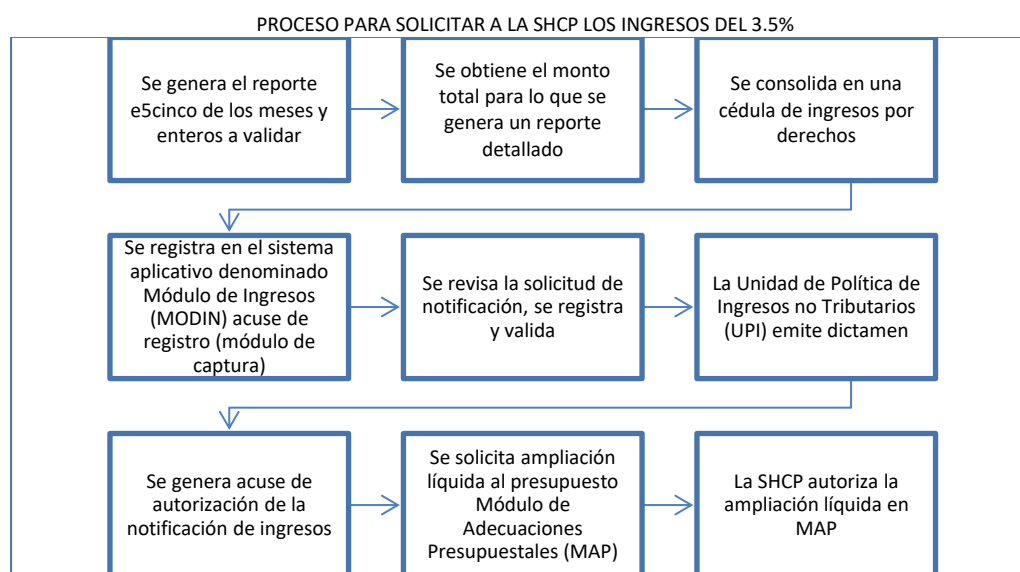 PROCESO PARA SOLICITAR A LA SHCP LOS INGRESOS DEL 3.5%
Se genera el reporte
e5cinco de los meses y
enteros a validar
Se obtiene el monto
total para lo que se
genera un reporte
detallado
Se consolida en una
cédula de ingresos por
derechos
Se registra en el sistema
aplicativo denominado
Módulo de Ingresos
(MODIN) acuse de
registro (módulo de
captura)
Se revisa la solicitud de
notificación, se registra
y valida
La Unidad de Política de
Ingresos no Tributarios
(UPI) emite dictamen
Se genera acuse de
autorización de la
notificación de ingresos
Se solicita ampliación
líquida al presupuesto
Módulo de
Adecuaciones
Presupuestales (MAP)
La SHCP autoriza la
ampliación líquida en
MAP